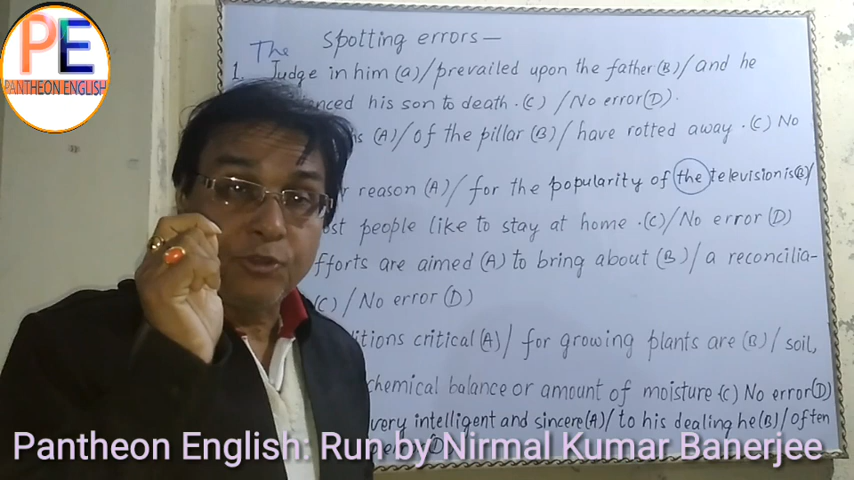 PE
PANTHEON ENGLISH
The spotting errors—
1. Judge in him (a)/prevailed upon the father (B)/ and he
his son to death. (C) /No error (D).
(A)/ of the pillar (B)/ have rotted away. (C) No
reason (A)/ for the popularity of the television is (B)/
people like to stay at home. (C)/No error (D)
are aimed (A) to bring about (B)/ a reconcilia-
(C) / No error (D)
critical (A)/ for growing plants are (B)/ soil,
chemical balance or amount of moisture (C) No error (D)
very intelligent and sincere (A)/ to his dealing he (B)/ often
Pantheon English: Run by Nirmal Kumar Banerjee